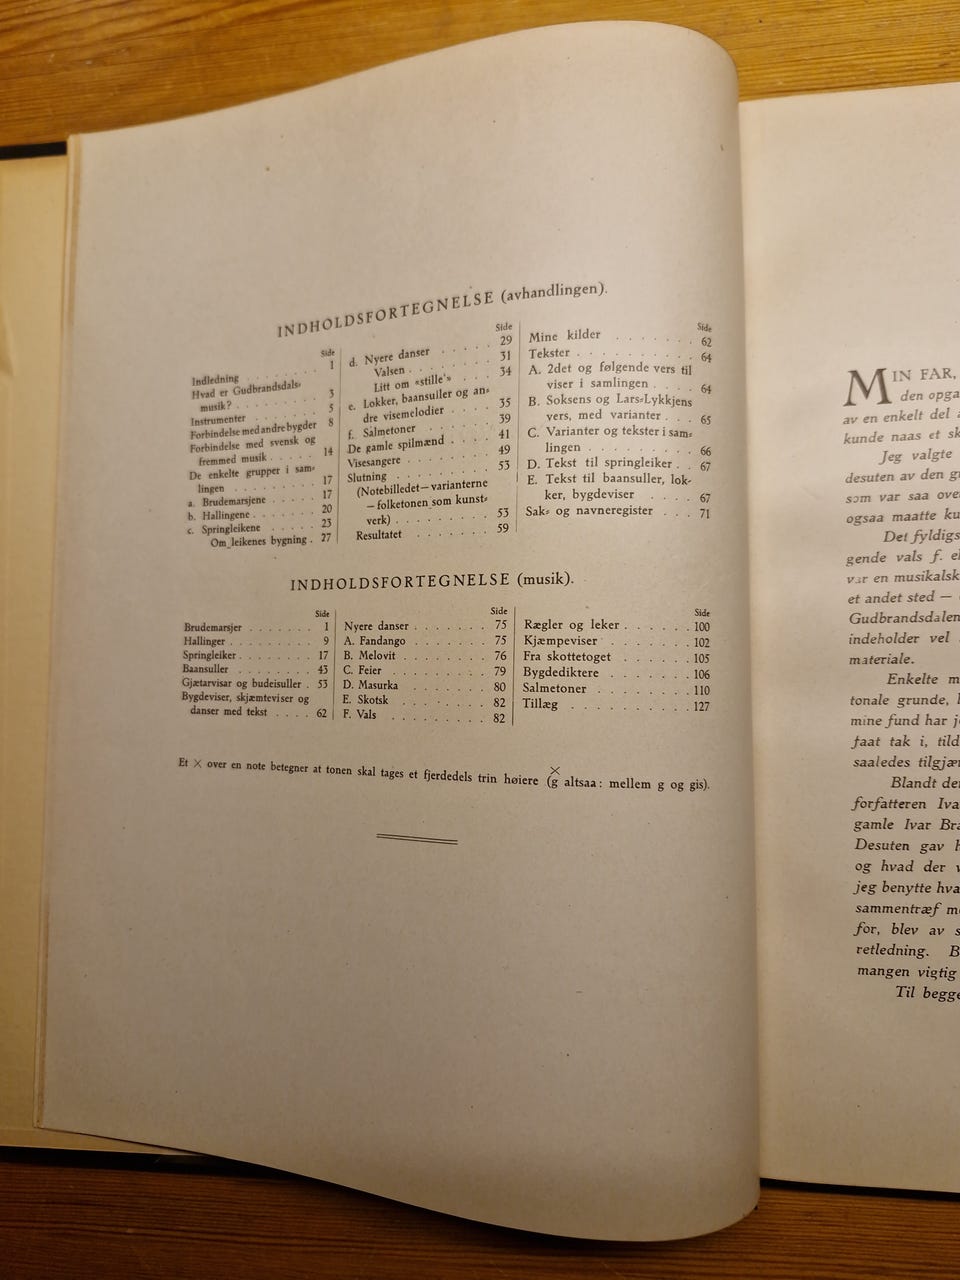 INDHOLDSFORTEGNELSE (avhandlingen).
Side
Indledning . . . . . . . . 1
Hvad er Gudbrandsdals-
musik? . . . . . . . . . 3
Instrumenter . . . . . . . 5
Forbindelse med andre bygder 8
Forbindelse med svensk og
fremmed musik . . . . . 14
De enkelte grupper i sam-
lingen . . . . . . . . . 17
a. Brudemarsjene . . . . . 17
b. Hallingene . . . . . . . 20
c. Springleikene . . . . . 23
Om leikenes bygning . 27
Side
d. Nyere danser . . . . . 29
Valsen . . . . . . . . 31
Litt om «stille's» . . . 34
e. Lokker, baansuller og an-
dre visemelodier . . . . 35
f. Salmetoner . . . . . . 39
De gamle spilmænd . . . . 41
Visesangere . . . . . . . 49
Slutning . . . . . . . . . 53
(Notebilledet — varianterne
— folketonen som kunst-
verk) . . . . . . . . . 53
Resultatet . . . . . . . 59
Side
Mine kilder . . . . . . 62
Tekster . . . . . . . . . 64
A. 2det og følgende vers til
viser i samlingen . . . . 64
B. Soksens og Lars-Lykkjens
vers, med varianter . . 65
C. Varianter og tekster i sam-
lingen . . . . . . . . 66
D. Tekst til springleiker . . 67
E. Tekst til baansuller, lok-
ker, bygdeviser . . . . 67
Sak- og navneregister . . . 71
INDHOLDSFORTEGNELSE (musik).
Side
Brudemarsjer . . . . . . . 1
Hallinger . . . . . . . . . 9
Springleiker . . . . . . . . 17
Baansuller . . . . . . . . 43
Gjætarvisar og budeisuller . 53
Bygdeviser, skjæmteviser og
danser med tekst . . . . 62
Side
Nyere danser . . . . . . . 75
A. Fandango . . . . . . . 75
B. Melovit . . . . . . . . 76
C. Feier . . . . . . . . . 79
D. Masurka . . . . . . . 80
E. Skotsk . . . . . . . . 82
F. Vals . . . . . . . . . 82
Side
Rægler og leker . . . . . . 100
Kjæmpeviser . . . . . . . 102
Fra skottetoget . . . . . . 105
Bygdediktere . . . . . . . 106
Salmetoner . . . . . . . . 110
Tillæg . . . . . . . . . . 127
Et × over en note betegner at tonen skal tages et fjerdedels trin høiere (g× altsaa: mellem g og gis).
MIN FAR,
den opga
av en enkelt del
kunde naas et sk
Jeg valgte
desuten av den g
som var saa ove
ogsaa maatte ku
Det fyldigs
gende vals f. e
var en musikalsk
et andet sted —
Gudbrandsdalen
indeholder vel
materiale.
Enkelte m
tonale grunde,
mine fund har j
faat tak i, tild
saaledes tilgjæn
Blandt de
forfatteren Iva
gamle Ivar Bra
Desuten gav h
og hvad der v
jeg benytte hva
sammentræf m
for, blev av s
retledning. B
mangen vigtig
Til begge